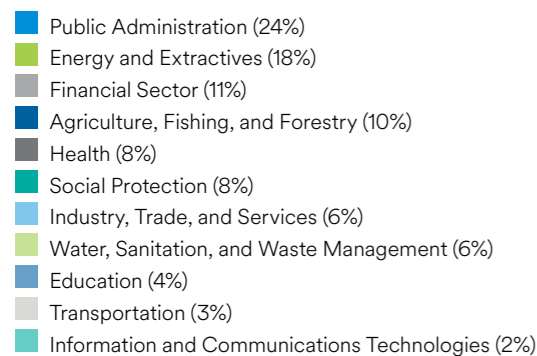 Public Administration (24%)
Energy and Extractives (18%)
Financial Sector (11%)
Agriculture, Fishing, and Forestry (10%)
Health (8%)
Social Protection (8%)
Industry, Trade, and Services (6%)
Water, Sanitation, and Waste Management (6%)
Education (4%)
Transportation (3%)
Information and Communications Technologies (2%)